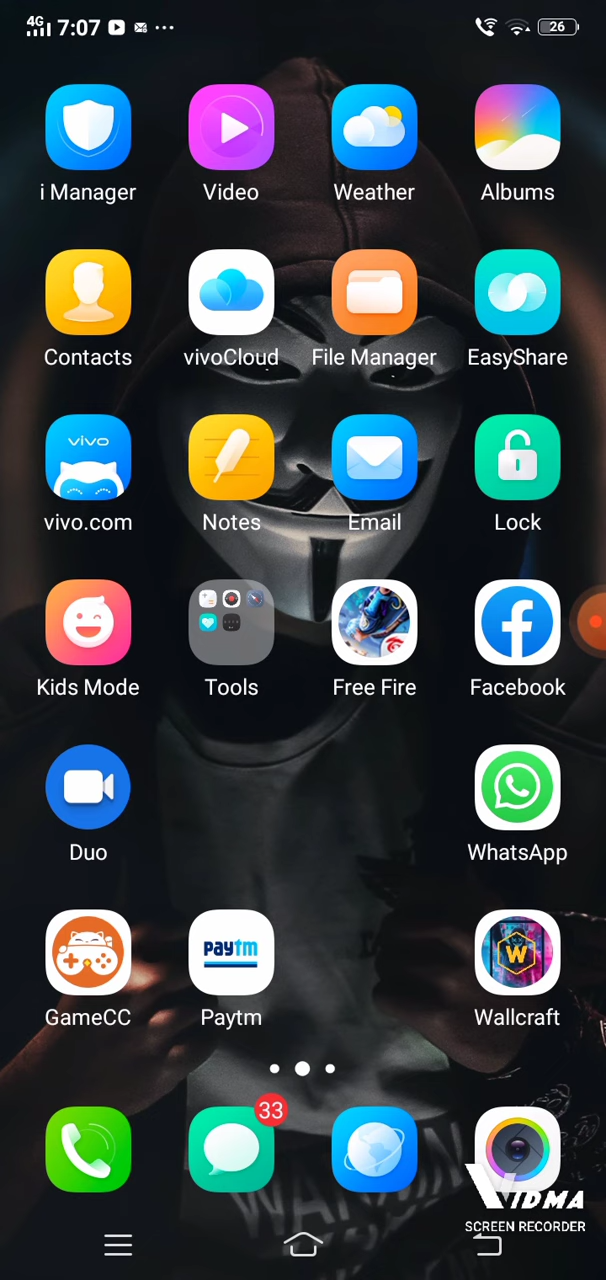 4G 7:07 26
i Manager Video Weather Albums
Contacts vivoCloud File Manager EasyShare
vivo
vivo.com Notes Email Lock
Kids Mode Tools Free Fire Facebook
Duo WhatsApp
paytm W
GameCC Paytm Wallcraft
33
VIDMA
SCREEN RECORDER